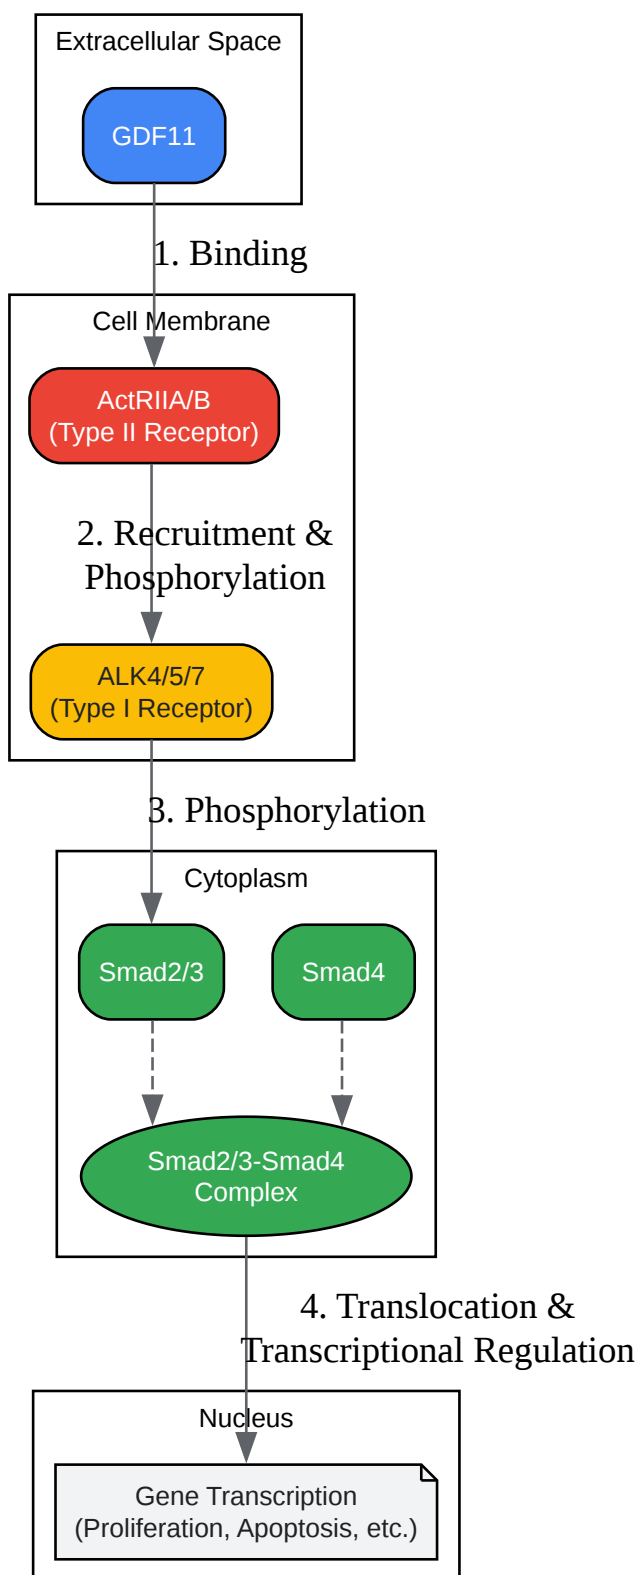 Extracellular Space
GDF11
1. Binding
Cell Membrane
ActRIIA/B
(Type II Receptor)
2. Recruitment &
Phosphorylation
ALK4/5/7
(Type I Receptor)
3. Phosphorylation
Cytoplasm
Smad2/3
Smad4
Smad2/3-Smad4
Complex
4. Translocation &
Transcriptional Regulation
Nucleus
Gene Transcription
(Proliferation, Apoptosis, etc.)